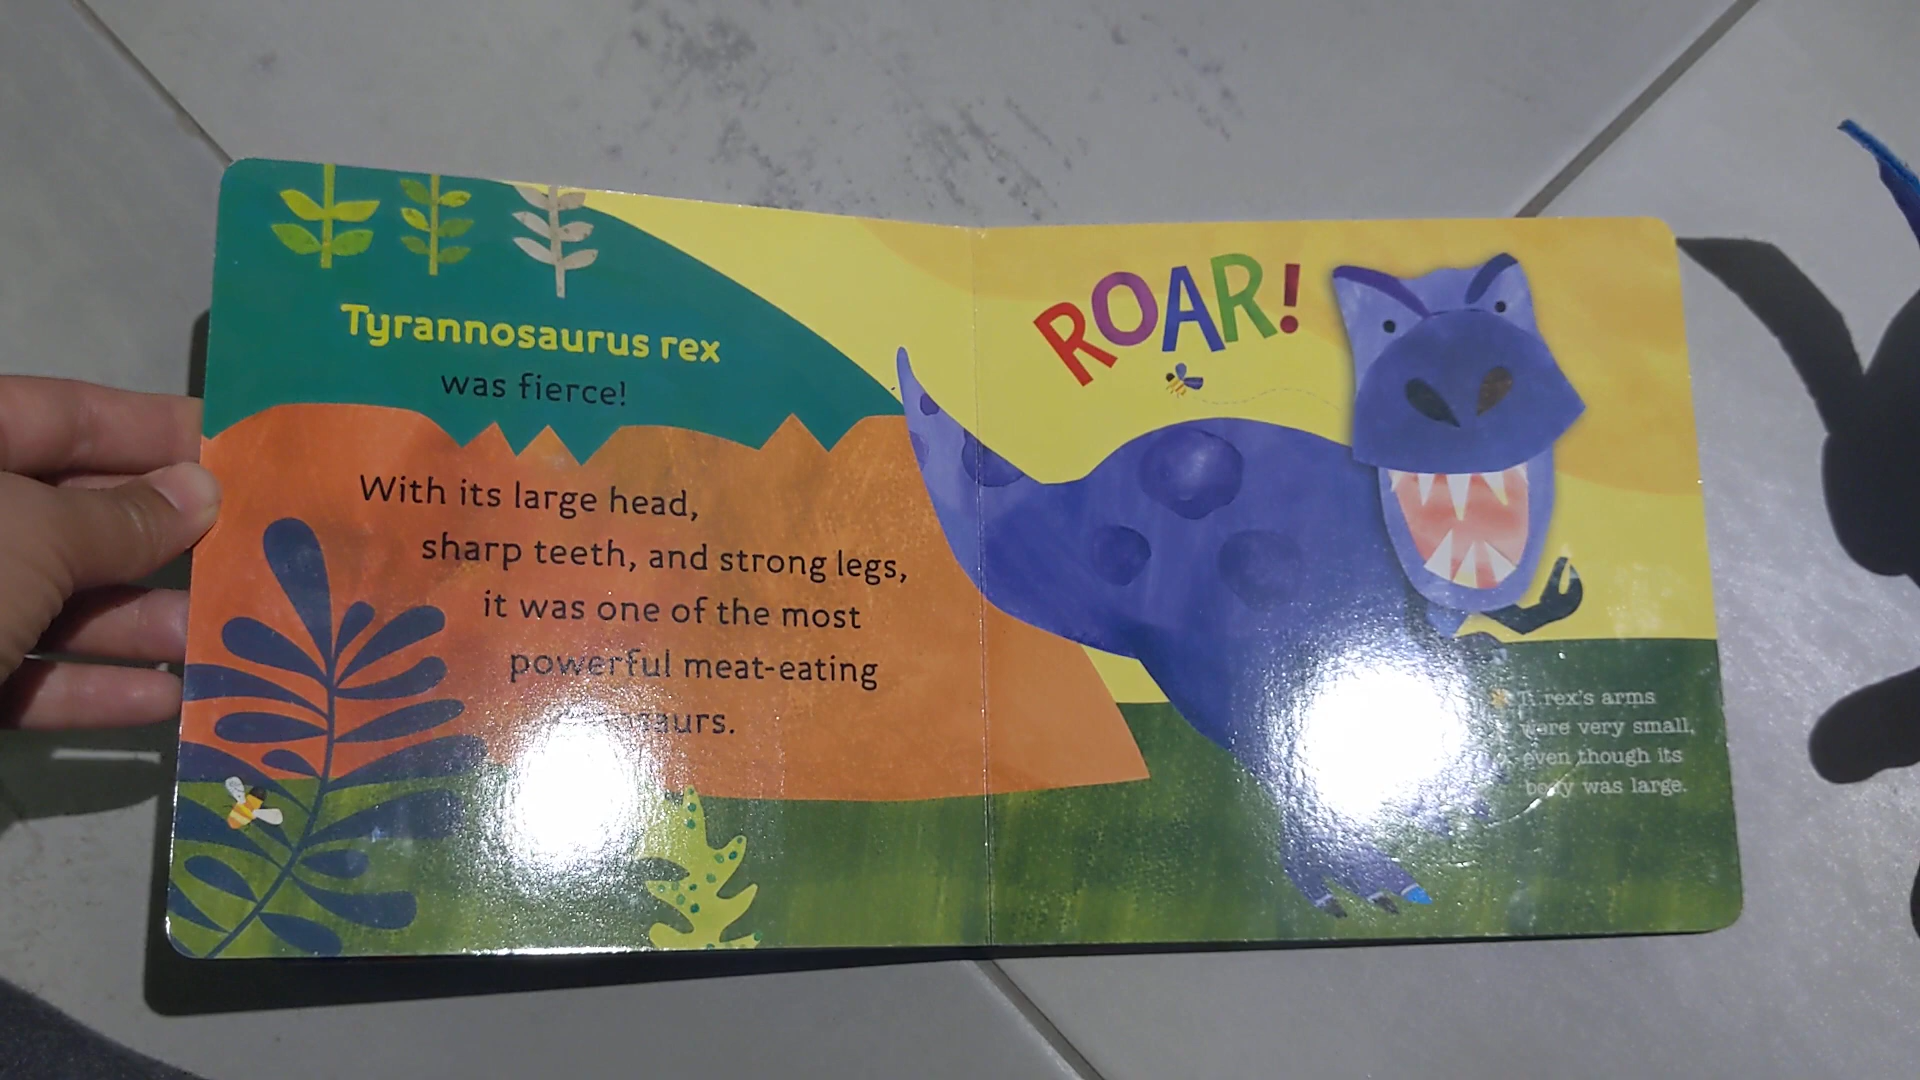 Tyrannosaurus rex
was fierce!
With its large head,
sharp teeth, and strong legs,
it was one of the most
powerful meat-eating
dinosaurs.
ROAR!
T. rex's arms
were very small,
even though its
body was large.